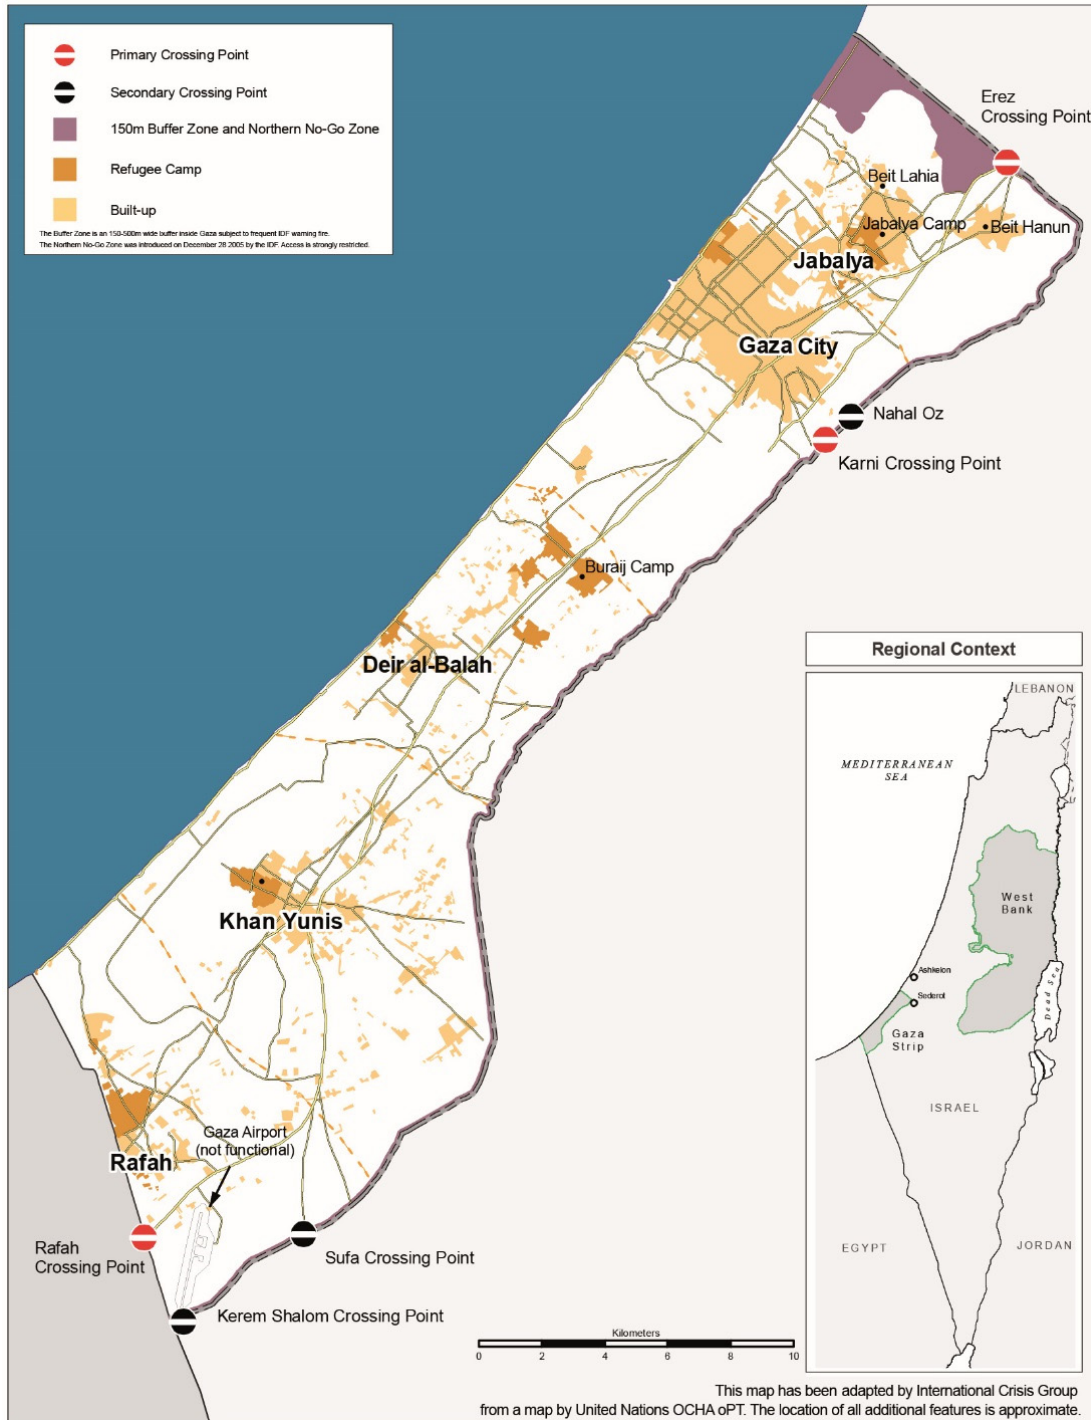 Primary Crossing Point
Secondary Crossing Point
150m Buffer Zone and Northern No-Go Zone
Refugee Camp
Built-up
The Buffer Zone is an 150-500m wide buffer inside Gaza subject to frequent IDF warning fire.
The Northern No-Go Zone was introduced on December 28 2005 by the IDF. Access is strongly restricted.
Erez
Crossing Point
Beit Lahia
Jabalya Camp
Beit Hanun
Jabalya
Gaza City
Nahal Oz
Karni Crossing Point
Buraij Camp
Deir al-Balah
Khan Yunis
Gaza Airport
(not functional)
Rafah
Rafah
Crossing Point
Sufa Crossing Point
Kerem Shalom Crossing Point
Kilometers
0 2 4 6 8 10
Regional Context
LEBANON
MEDITERRANEAN
SEA
West
Bank
Ashkelon
Sederot
Dead Sea
Gaza
Strip
ISRAEL
EGYPT
JORDAN
This map has been adapted by International Crisis Group
from a map by United Nations OCHA oPT. The location of all additional features is approximate.